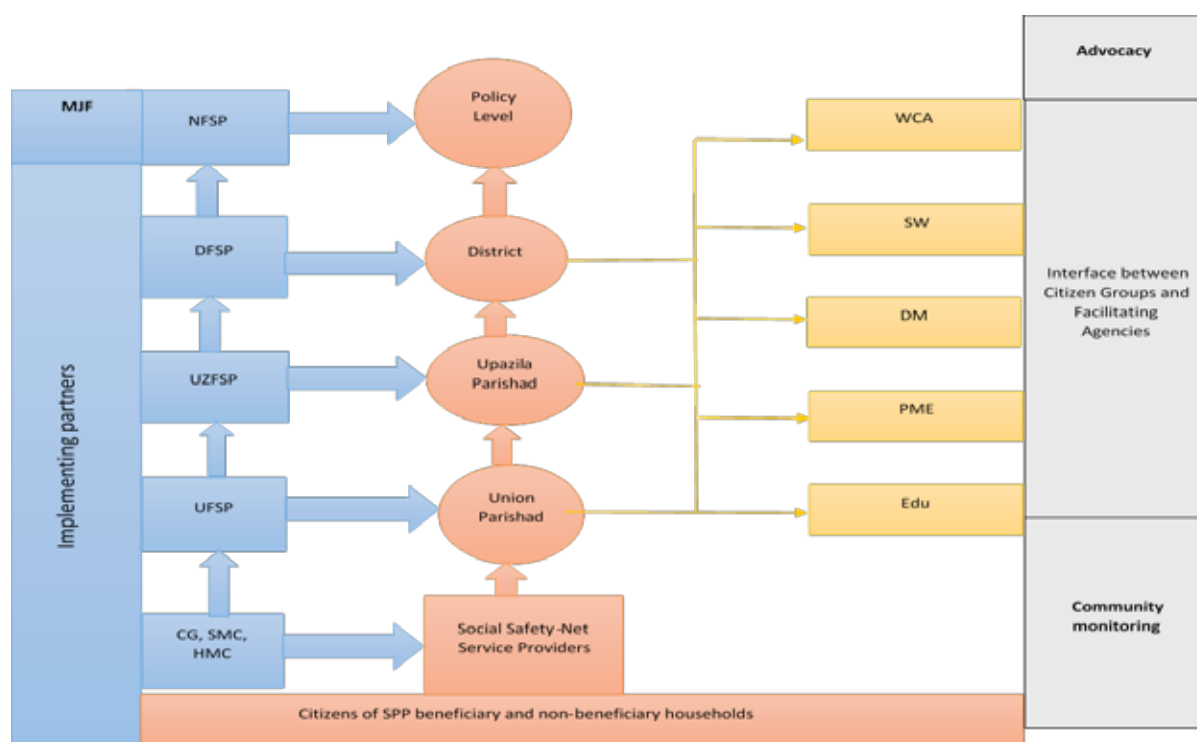 Advocacy
MJF
NFSP
Policy
Level
WCA
DFSP
District
SW
Interface between
Citizen Groups and
Facilitating
Agencies
DM
UZFSP
Upazila
Parishad
PME
Implementing partners
UFSP
Union
Parishad
Edu
CG, SMC,
HMC
Social Safety-Net
Service Providers
Community
monitoring
Citizens of SPP beneficiary and non-beneficiary households